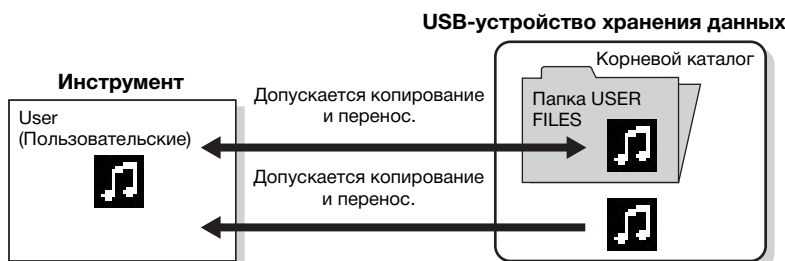 USB-устройство хранения данных
Корневой каталог
Инструмент
Допускается копирование
и перенос.
Папка USER
FILES
User
(Пользовательские)
Допускается копирование
и перенос.